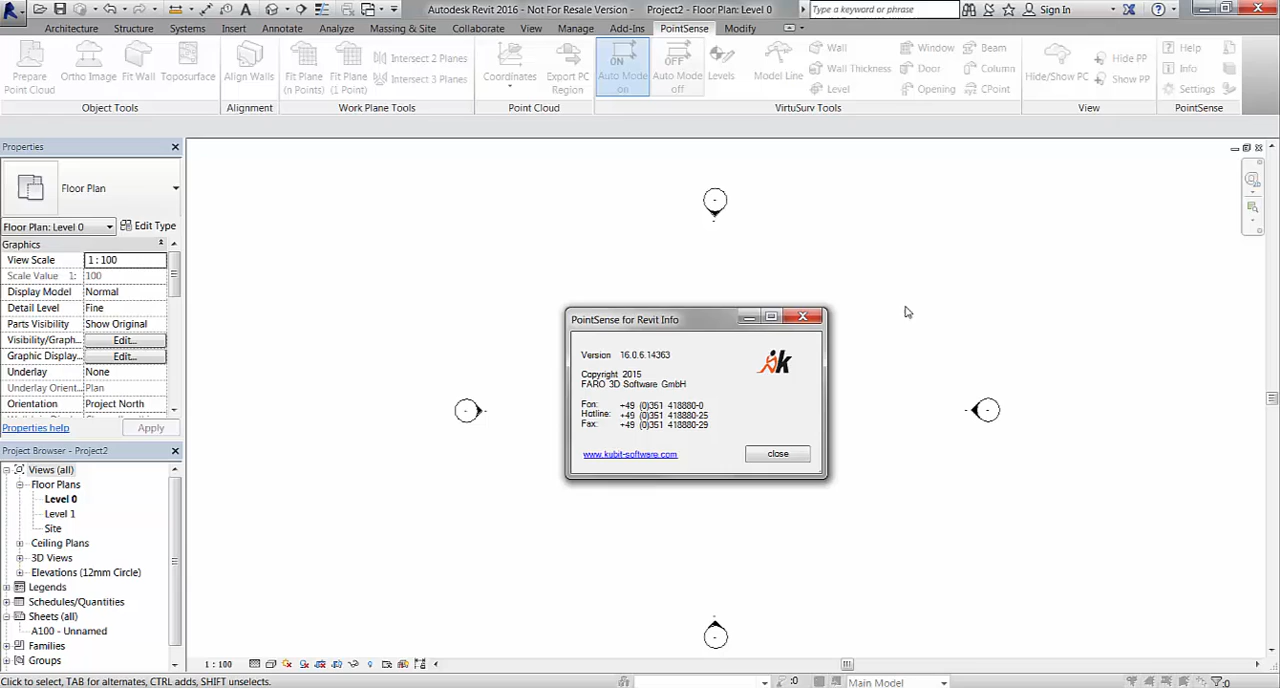 Autodesk Revit 2016 - Not For Resale Version - Project2 - Floor Plan: Level 0
Type a keyword or phrase
Sign In
Architecture Structure Systems Insert Annotate Analyze Massing & Site Collaborate View Manage Add-Ins PointSense Modify
Prepare Point Cloud
Ortho Image
Fit Wall
Toposurface
Align Walls
Fit Plane (n Points)
Fit Plane (1 Point)
Intersect 2 Planes
Intersect 3 Planes
Coordinates
Export PC Region
ON
Auto Mode on
OFF
Auto Mode off
Levels
Model Line
Wall
Wall Thickness
Level
Window
Door
Opening
Beam
Column
CPoint
Hide/Show PC
Hide PP
Show PP
Help
Info
Settings
Object Tools
Alignment
Work Plane Tools
Point Cloud
VirtuSurv Tools
View
PointSense
Properties
Floor Plan
Floor Plan: Level 0
Edit Type
Graphics
View Scale 1 : 100
Scale Value 1: 100
Display Model Normal
Detail Level Fine
Parts Visibility Show Original
Visibility/Graph... Edit...
Graphic Display... Edit...
Underlay None
Underlay Orien... Plan
Orientation Project North
Properties help
Apply
Project Browser - Project2
Views (all)
Floor Plans
Level 0
Level 1
Site
Ceiling Plans
3D Views
Elevations (12mm Circle)
Legends
Schedules/Quantities
Sheets (all)
A100 - Unnamed
Families
Groups
PointSense for Revit Info
Version 16.0.6.14363
k
Copyright 2015
FARO 3D Software GmbH
Fon: +49 (0)351 418880-0
Hotline: +49 (0)351 418880-25
Fax: +49 (0)351 418880-29
www.kubit-software.com
close
1 : 100
Click to select, TAB for alternates, CTRL adds, SHIFT unselects.
:0
Main Model
:0